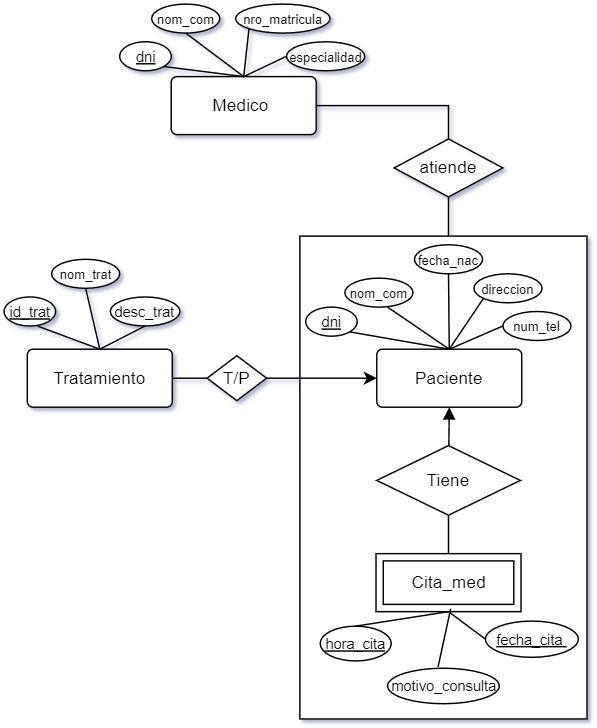 nom_com
nro_matricula
dni
especialidad
Medico
atiende
fecha_nac
nom_trat
nom_com
direccion
id_trat
desc_trat
dni
num_tel
Tratamiento
T/P
Paciente
Tiene
Cita_med
hora_cita
fecha_cita
motivo_consulta